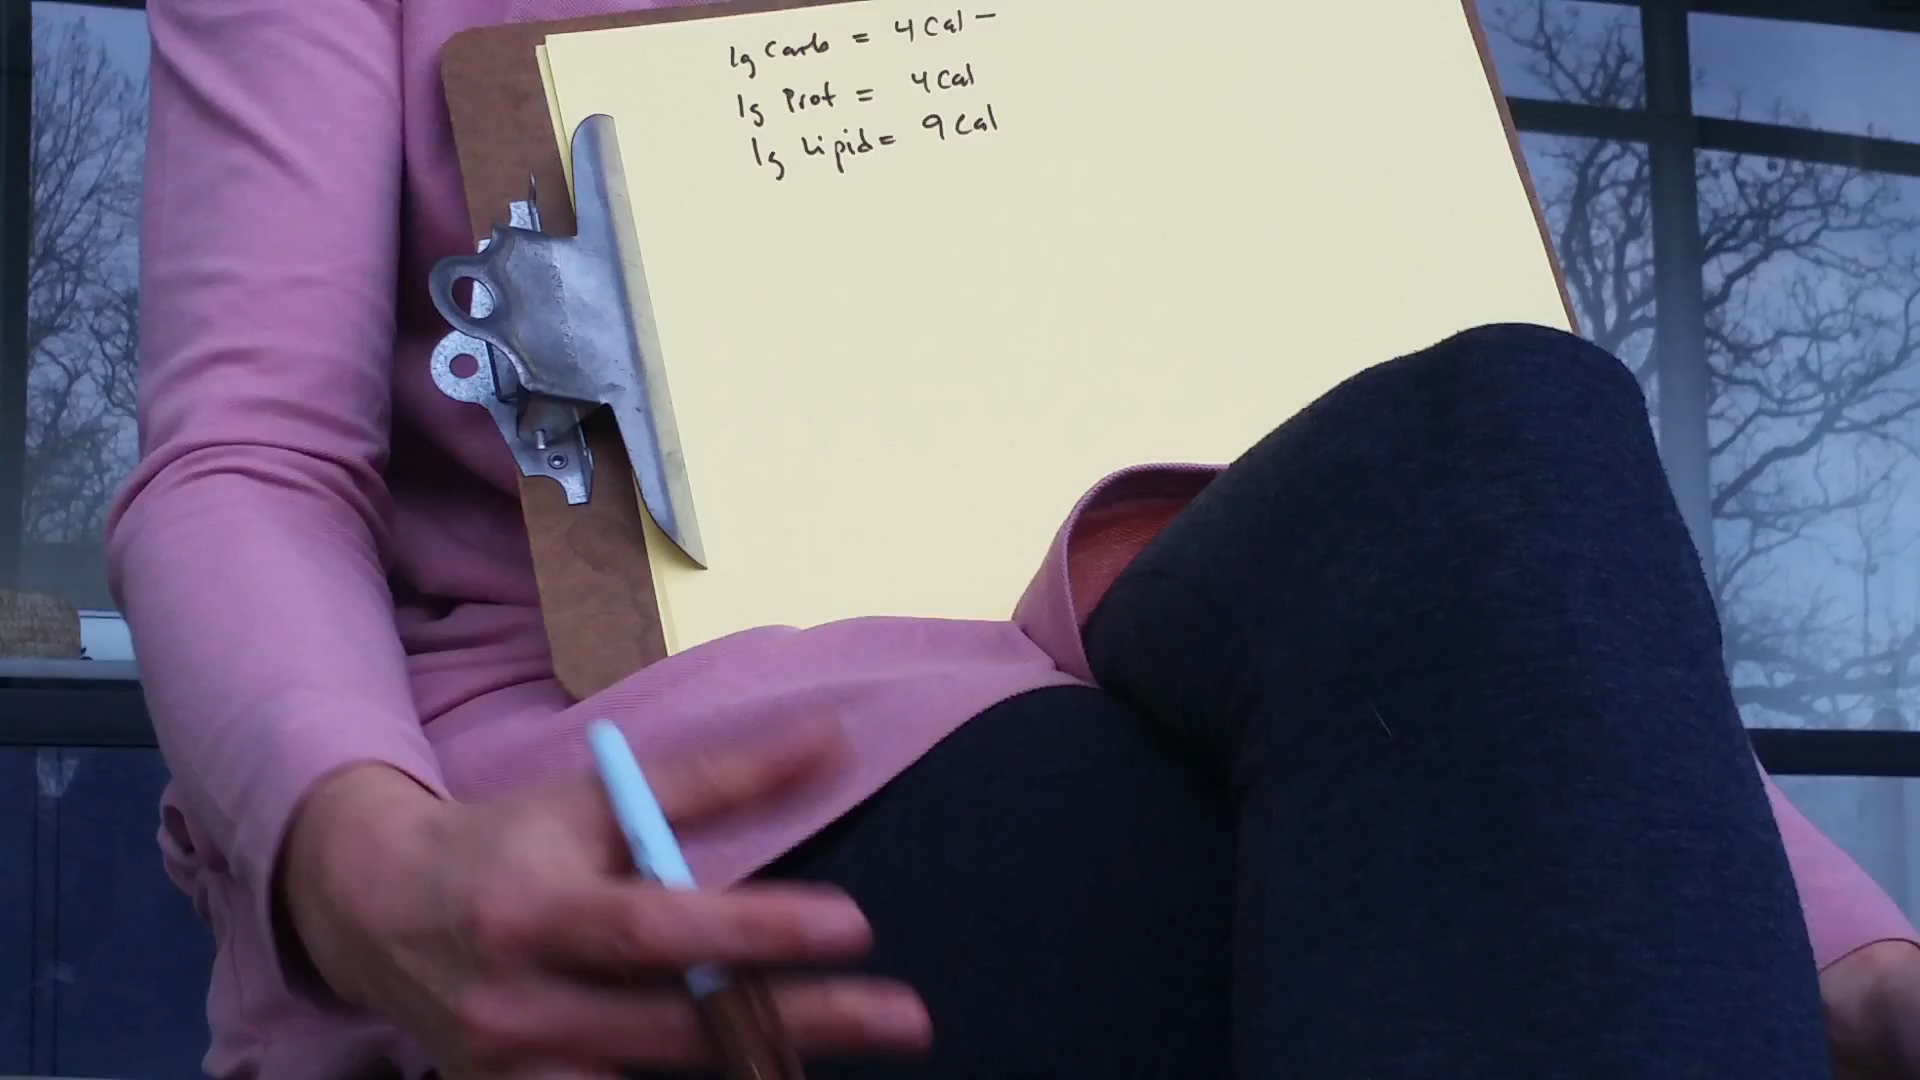 1g Carb = 4 Cal –
1g Prot = 4 Cal
1g Lipid = 9 Cal